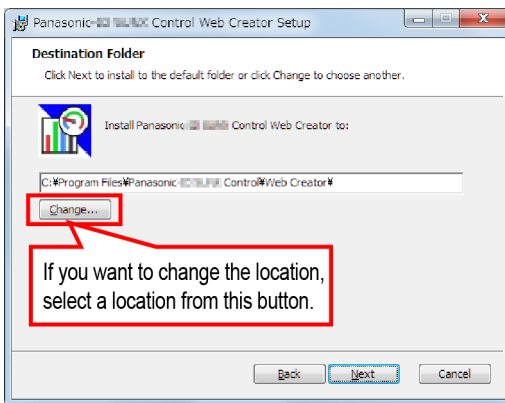 Panasonic- Control Web Creator Setup
Destination Folder
Click Next to install to the default folder or click Change to choose another.
Install Panasonic Control Web Creator to:
C:¥Program Files¥Panasonic- Control¥Web Creator¥
Change...
If you want to change the location,
select a location from this button.
Back Next Cancel